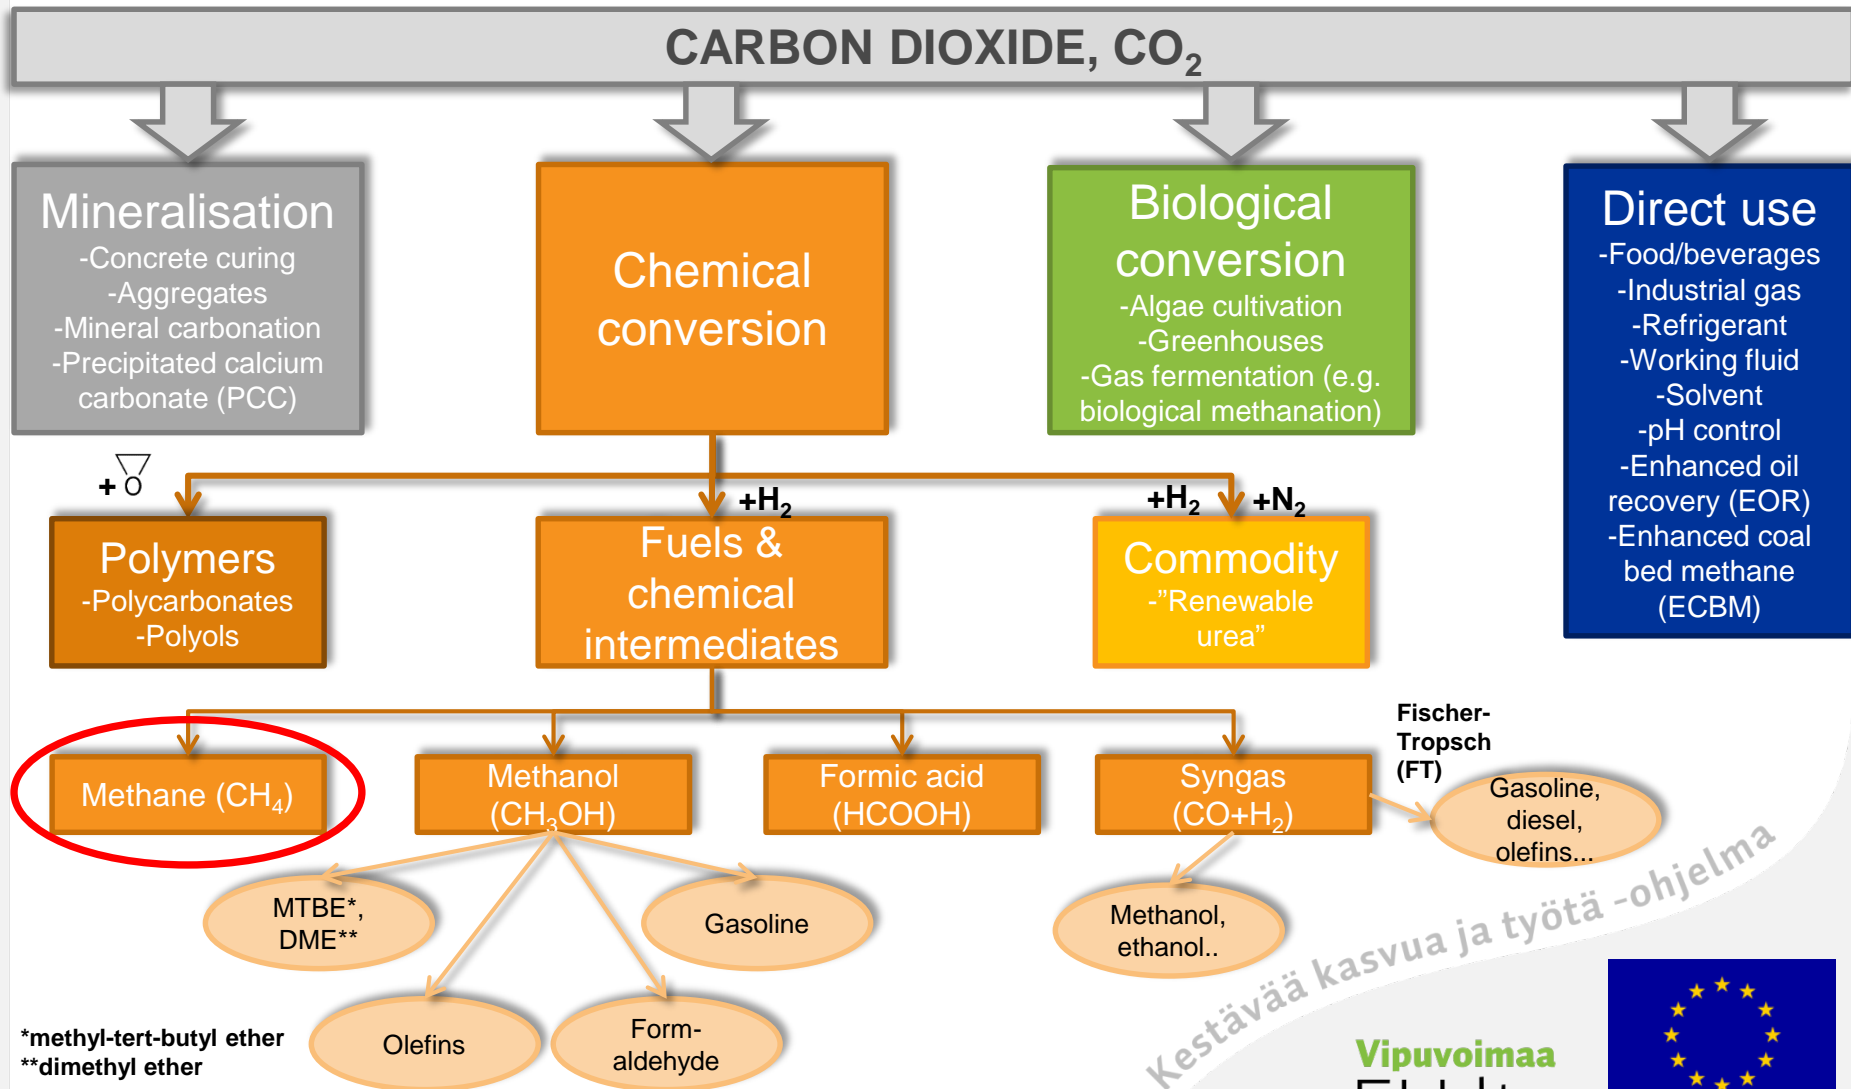 CARBON DIOXIDE, CO₂
Mineralisation
-Concrete curing
-Aggregates
-Mineral carbonation
-Precipitated calcium
carbonate (PCC)
Chemical
conversion
Biological
conversion
-Algae cultivation
-Greenhouses
-Gas fermentation (e.g.
biological methanation)
Direct use
-Food/beverages
-Industrial gas
-Refrigerant
-Working fluid
-Solvent
-pH control
-Enhanced oil
recovery (EOR)
-Enhanced coal
bed methane
(ECBM)
+ O
+H₂
+H₂ +N₂
Polymers
-Polycarbonates
-Polyols
Fuels &
chemical
intermediates
Commodity
-”Renewable
urea”
Methane (CH₄)
Methanol
(CH₃OH)
Formic acid
(HCOOH)
Syngas
(CO+H₂)
Fischer-
Tropsch
(FT)
Gasoline,
diesel,
olefins...
MTBE*,
DME**
Olefins
Form-
aldehyde
Gasoline
Methanol,
ethanol..
*methyl-tert-butyl ether
**dimethyl ether
Kestävää kasvua ja työtä -ohjelma
Vipuvoimaa